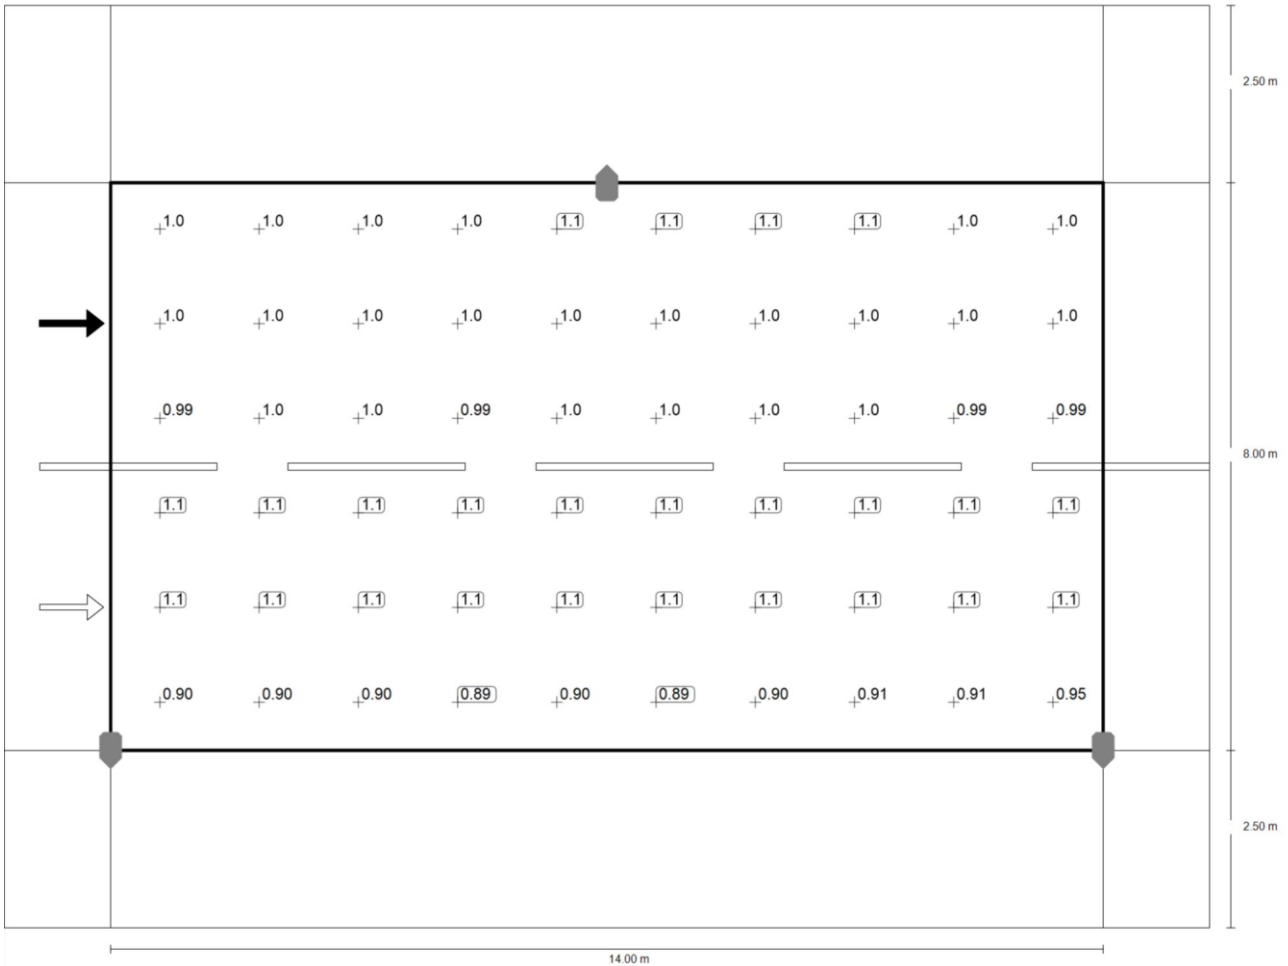 2.50 m
1.0 1.0 1.0 1.0 1.1 1.1 1.1 1.1 1.0 1.0
1.0 1.0 1.0 1.0 1.0 1.0 1.0 1.0 1.0 1.0
0.99 1.0 1.0 0.99 1.0 1.0 1.0 1.0 0.99 0.99
8.00 m
1.1 1.1 1.1 1.1 1.1 1.1 1.1 1.1 1.1 1.1
1.1 1.1 1.1 1.1 1.1 1.1 1.1 1.1 1.1 1.1
0.90 0.90 0.90 0.89 0.90 0.89 0.90 0.91 0.91 0.95
2.50 m
14.00 m